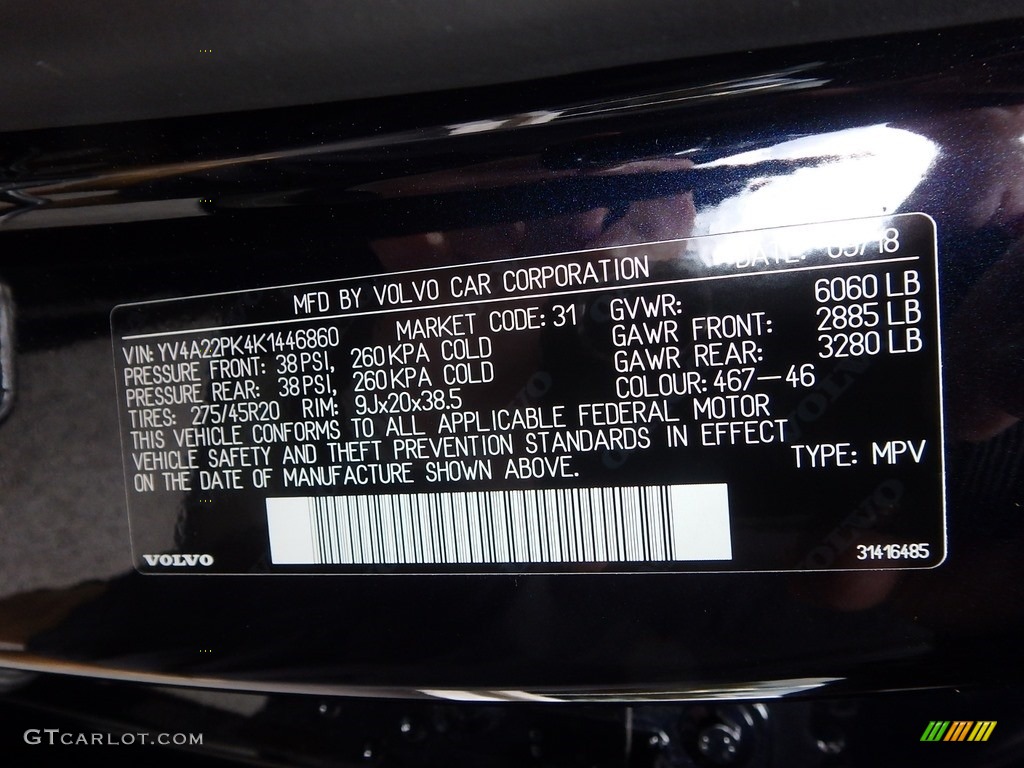 DATE: 05/18
MFD BY VOLVO CAR CORPORATION
VIN: YV4A22PK4K1446860 MARKET CODE: 31 GVWR: 6060 LB
PRESSURE FRONT: 38 PSI, 260 KPA COLD GAWR FRONT: 2885 LB
PRESSURE REAR: 38 PSI, 260 KPA COLD GAWR REAR: 3280 LB
TIRES: 275/45R20 RIM: 9Jx20x38.5 COLOUR: 467-46
THIS VEHICLE CONFORMS TO ALL APPLICABLE FEDERAL MOTOR
VEHICLE SAFETY AND THEFT PREVENTION STANDARDS IN EFFECT
ON THE DATE OF MANUFACTURE SHOWN ABOVE. TYPE: MPV
VOLVO 31416485
GTCARLOT.COM